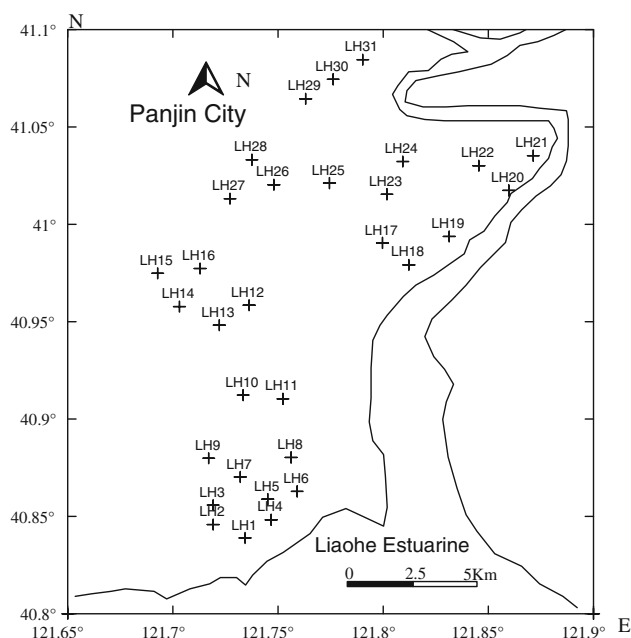 N
41.1°
LH31
LH30
LH29
N
Panjin City
41.05°
LH28
LH24
LH21
LH22
LH26
LH25
LH20
LH27
LH23
41°
LH17
LH19
LH18
LH15
LH16
LH14
LH12
LH13
40.95°
LH10
LH11
40.9°
LH9
LH8
LH7
LH6
LH5
LH3
LH2
LH4
LH1
40.85°
Liaohe Estuarine
0 2.5 5Km
40.8°
121.65° 121.7° 121.75° 121.8° 121.85° 121.9° E